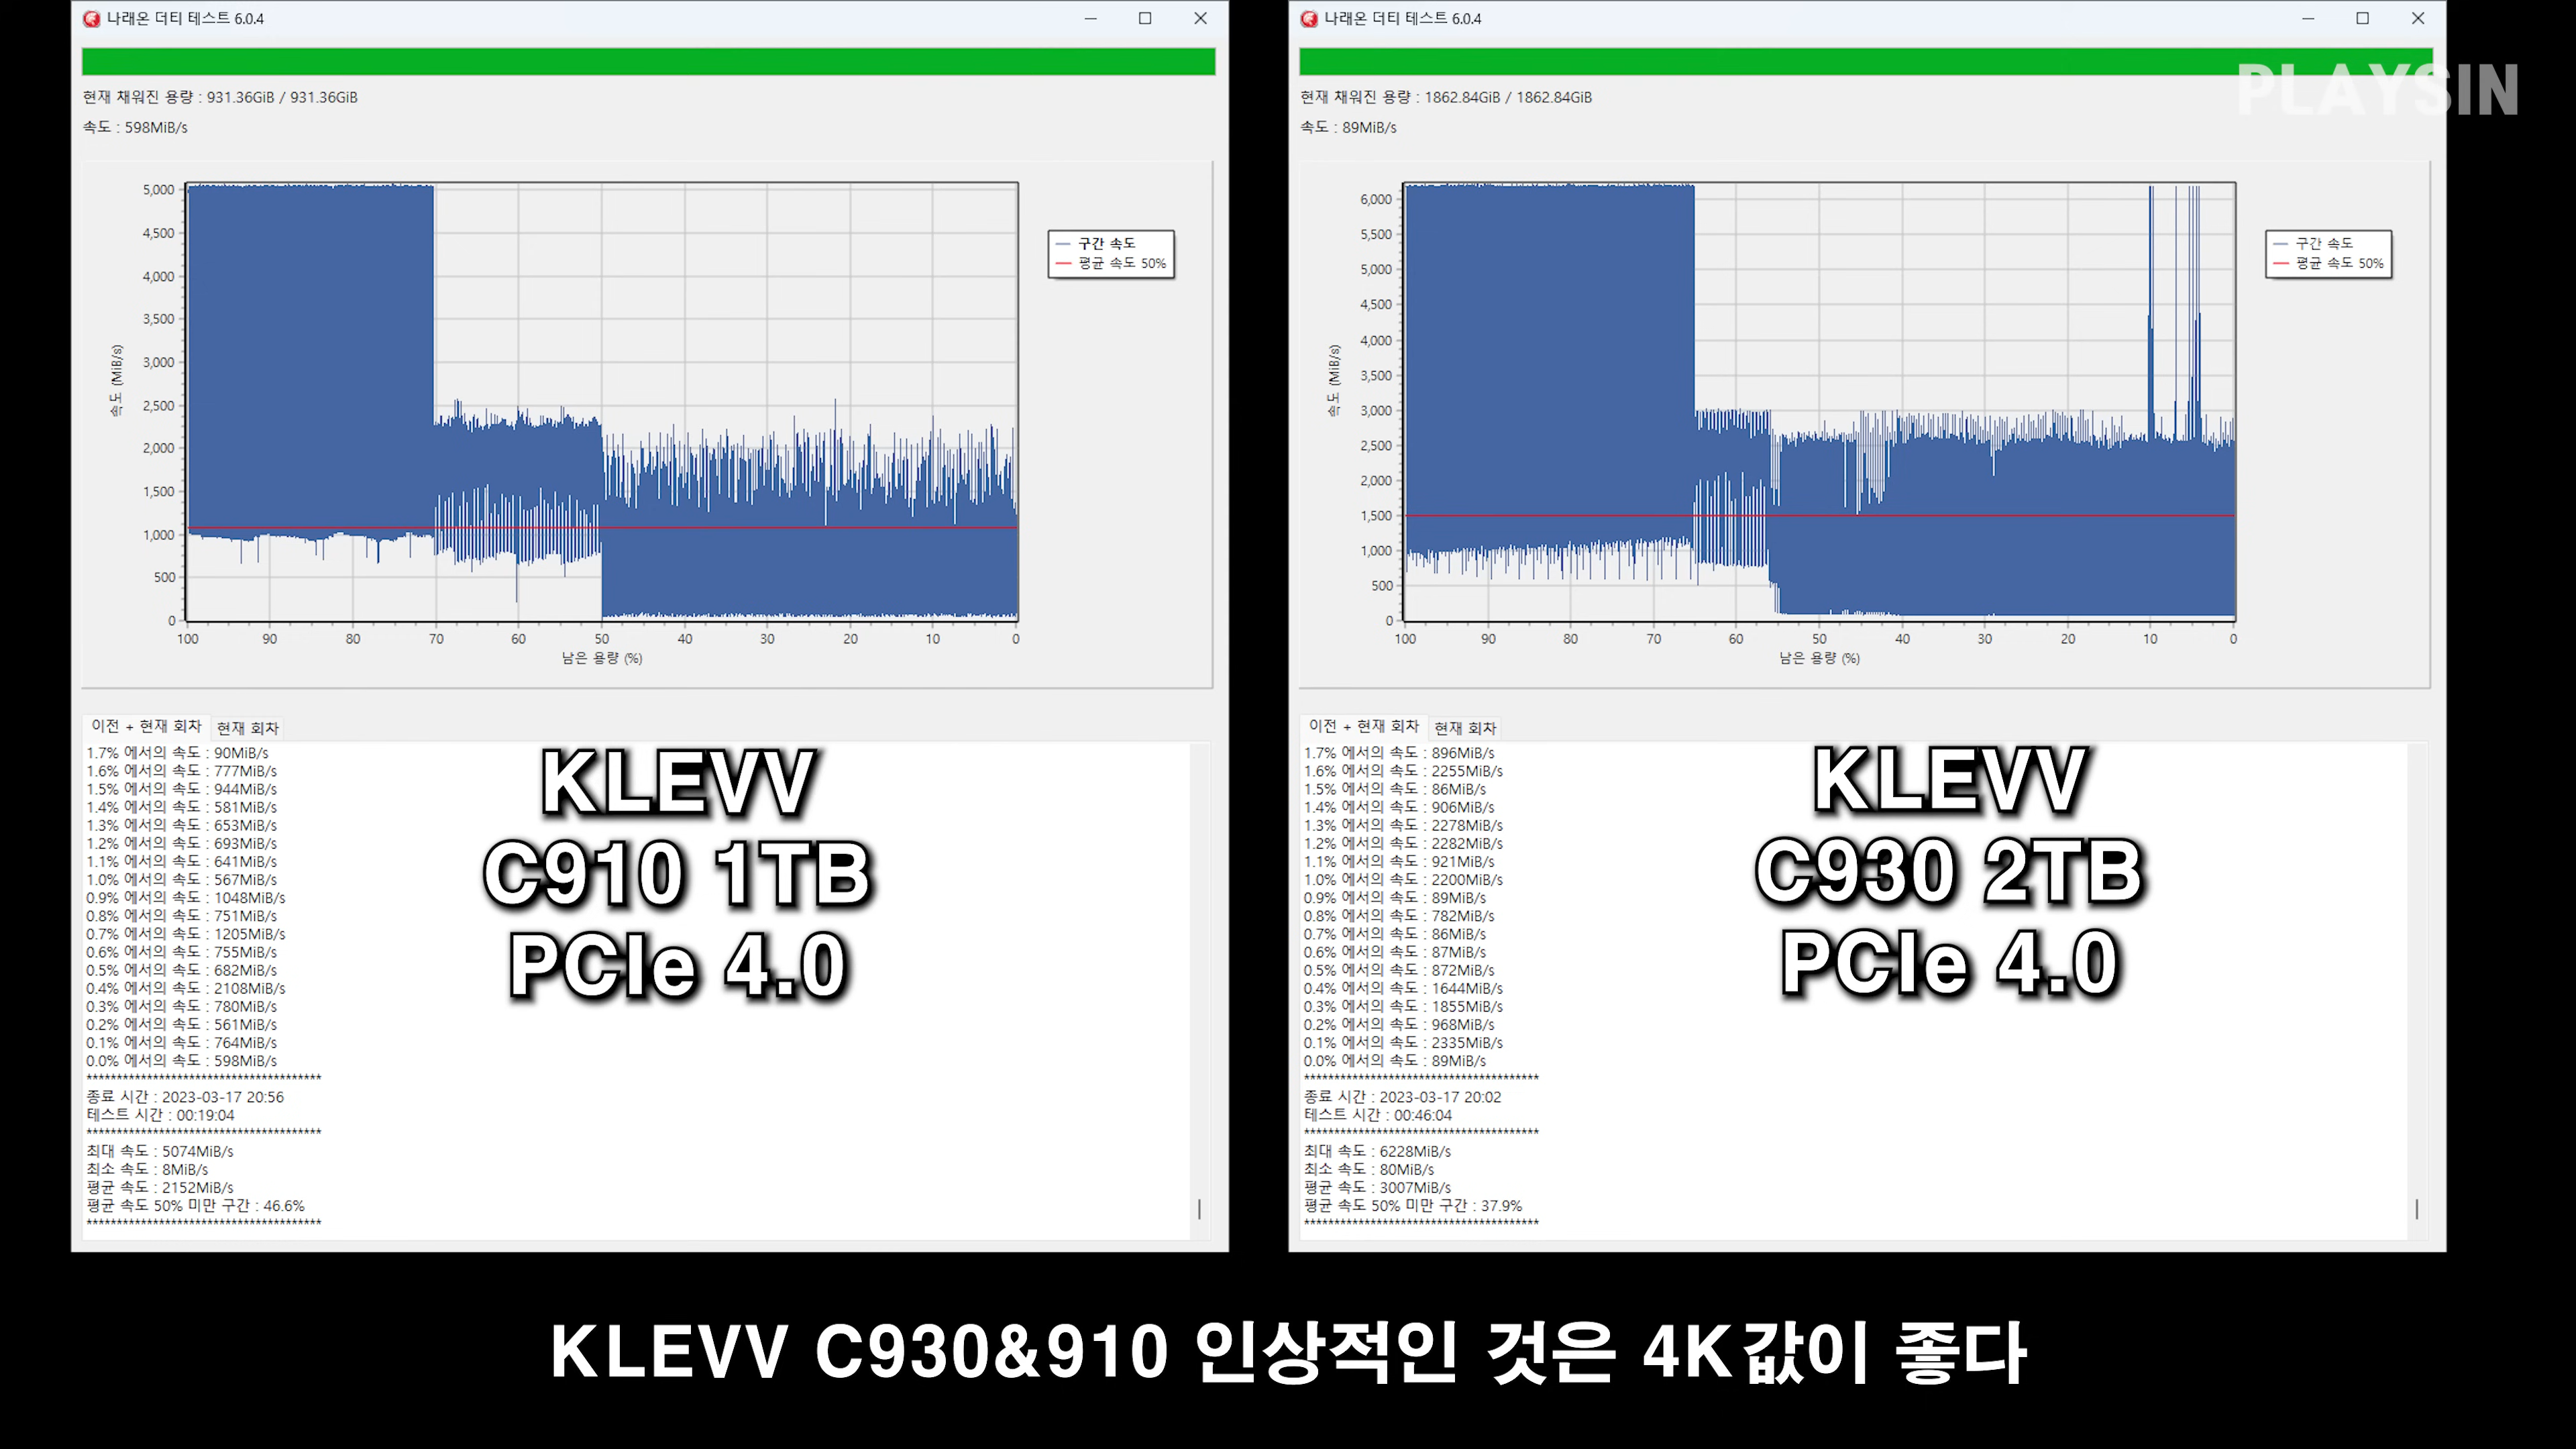 나래온 더티 테스트 6.0.4
현재 채워진 용량 : 931.36GiB / 931.36GiB
속도 : 598MiB/s
속도 (MiB/s)
5,000
4,500
4,000
3,500
3,000
2,500
2,000
1,500
1,000
500
0
100 90 80 70 60 50 40 30 20 10 0
남은 용량 (%)
구간 속도
평균 속도 50%
이전 + 현재 회차 현재 회차
1.7% 에서의 속도 : 90MiB/s
1.6% 에서의 속도 : 777MiB/s
1.5% 에서의 속도 : 944MiB/s
1.4% 에서의 속도 : 581MiB/s
1.3% 에서의 속도 : 653MiB/s
1.2% 에서의 속도 : 693MiB/s
1.1% 에서의 속도 : 641MiB/s
1.0% 에서의 속도 : 567MiB/s
0.9% 에서의 속도 : 1048MiB/s
0.8% 에서의 속도 : 751MiB/s
0.7% 에서의 속도 : 1205MiB/s
0.6% 에서의 속도 : 755MiB/s
0.5% 에서의 속도 : 682MiB/s
0.4% 에서의 속도 : 2108MiB/s
0.3% 에서의 속도 : 780MiB/s
0.2% 에서의 속도 : 561MiB/s
0.1% 에서의 속도 : 764MiB/s
0.0% 에서의 속도 : 598MiB/s
***************************************
종료 시간 : 2023-03-17 20:56
테스트 시간 : 00:19:04
***************************************
최대 속도 : 5074MiB/s
최소 속도 : 8MiB/s
평균 속도 : 2152MiB/s
평균 속도 50% 미만 구간 : 46.6%
***************************************
KLEVV
C910 1TB
PCIe 4.0
나래온 더티 테스트 6.0.4
PLAYSIN
현재 채워진 용량 : 1862.84GiB / 1862.84GiB
속도 : 89MiB/s
속도 (MiB/s)
6,000
5,500
5,000
4,500
4,000
3,500
3,000
2,500
2,000
1,500
1,000
500
0
100 90 80 70 60 50 40 30 20 10 0
남은 용량 (%)
구간 속도
평균 속도 50%
이전 + 현재 회차 현재 회차
1.7% 에서의 속도 : 896MiB/s
1.6% 에서의 속도 : 2255MiB/s
1.5% 에서의 속도 : 86MiB/s
1.4% 에서의 속도 : 906MiB/s
1.3% 에서의 속도 : 2278MiB/s
1.2% 에서의 속도 : 2282MiB/s
1.1% 에서의 속도 : 921MiB/s
1.0% 에서의 속도 : 2200MiB/s
0.9% 에서의 속도 : 89MiB/s
0.8% 에서의 속도 : 782MiB/s
0.7% 에서의 속도 : 86MiB/s
0.6% 에서의 속도 : 87MiB/s
0.5% 에서의 속도 : 872MiB/s
0.4% 에서의 속도 : 1644MiB/s
0.3% 에서의 속도 : 1855MiB/s
0.2% 에서의 속도 : 968MiB/s
0.1% 에서의 속도 : 2335MiB/s
0.0% 에서의 속도 : 89MiB/s
***************************************
종료 시간 : 2023-03-17 20:02
테스트 시간 : 00:46:04
***************************************
최대 속도 : 6228MiB/s
최소 속도 : 80MiB/s
평균 속도 : 3007MiB/s
평균 속도 50% 미만 구간 : 37.9%
***************************************
KLEVV
C930 2TB
PCIe 4.0
KLEVV C930&910 인상적인 것은 4K값이 좋다